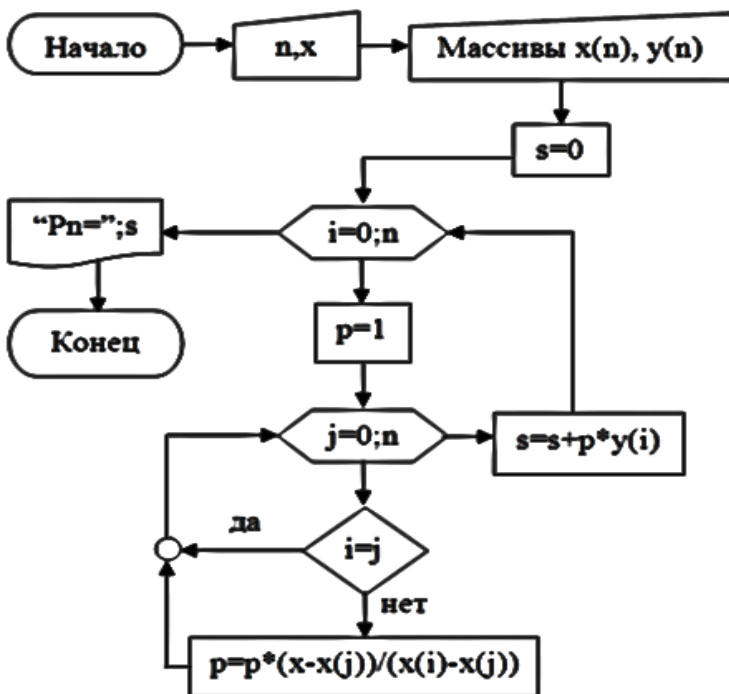 Начало
n,x
Массивы x(n), y(n)
s=0
“Pn=”;s
i=0;n
Конец
p=1
j=0;n
s=s+p*y(i)
да
i=j
нет
p=p*(x-x(j))/(x(i)-x(j))